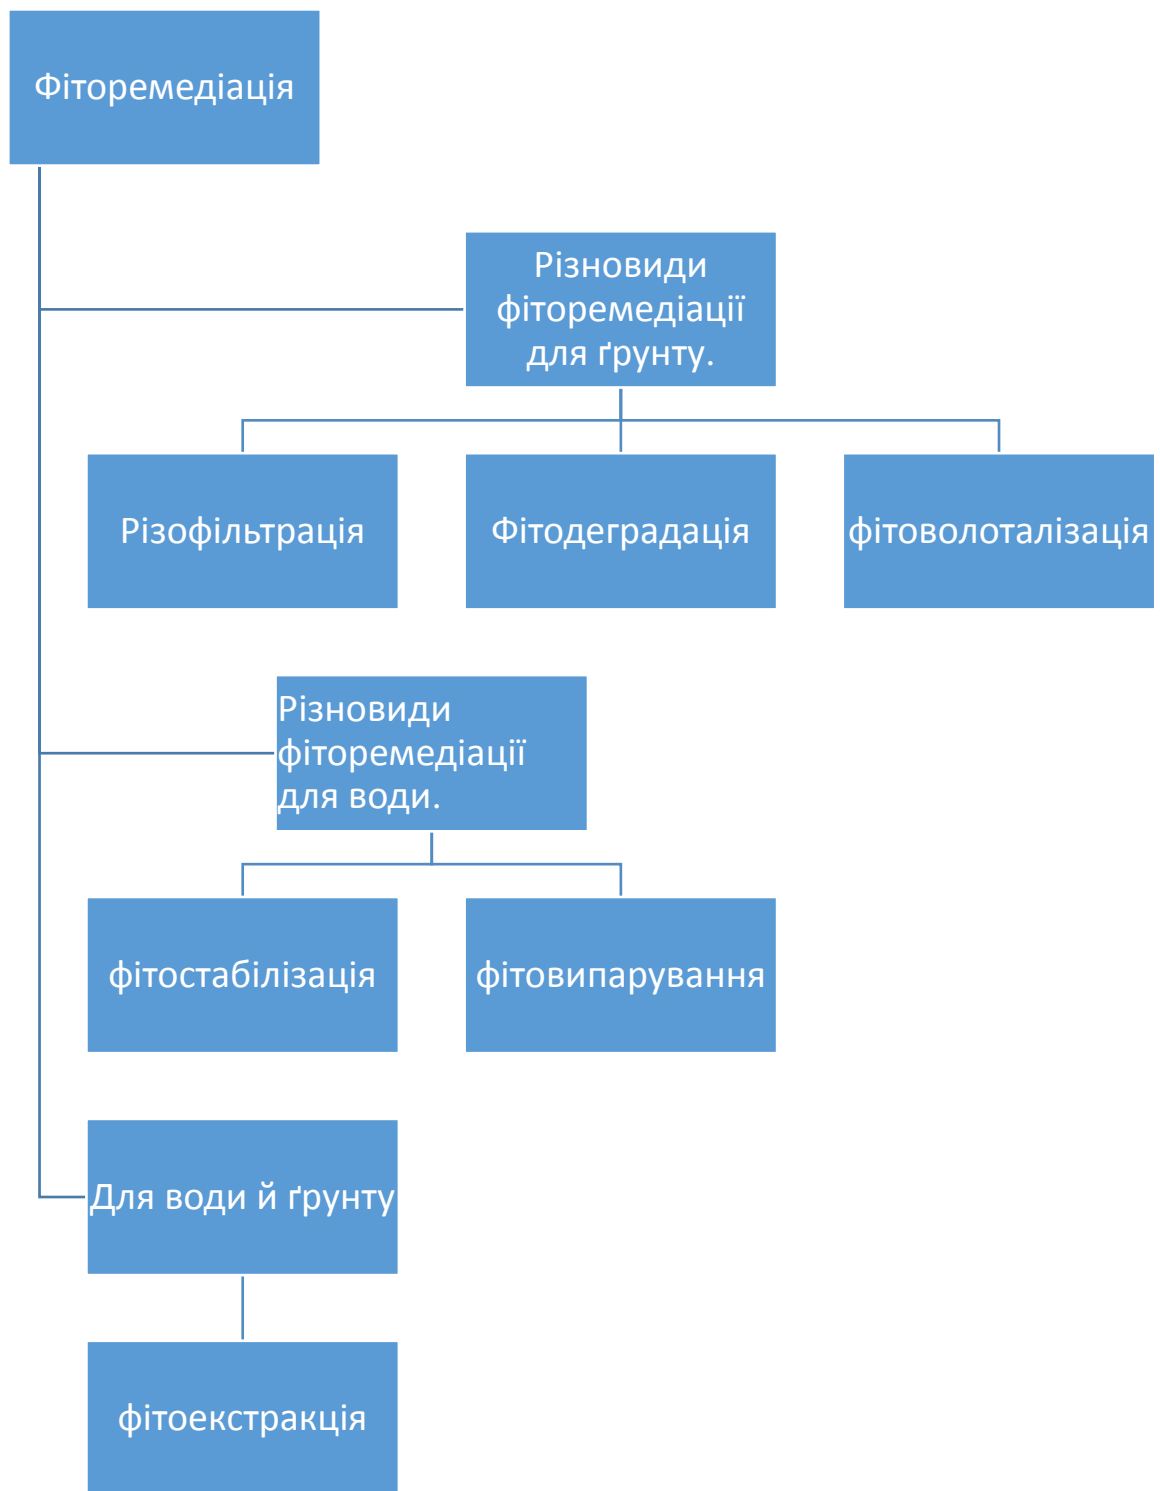 Фіторемедіація
Різновиди
фіторемедіації
для ґрунту.
Різофільтрація
Фітодеградація
фітоволоталізація
Різновиди
фіторемедіації
для води.
фітостабілізація
фітовипарування
Для води й ґрунту
фітоекстракція